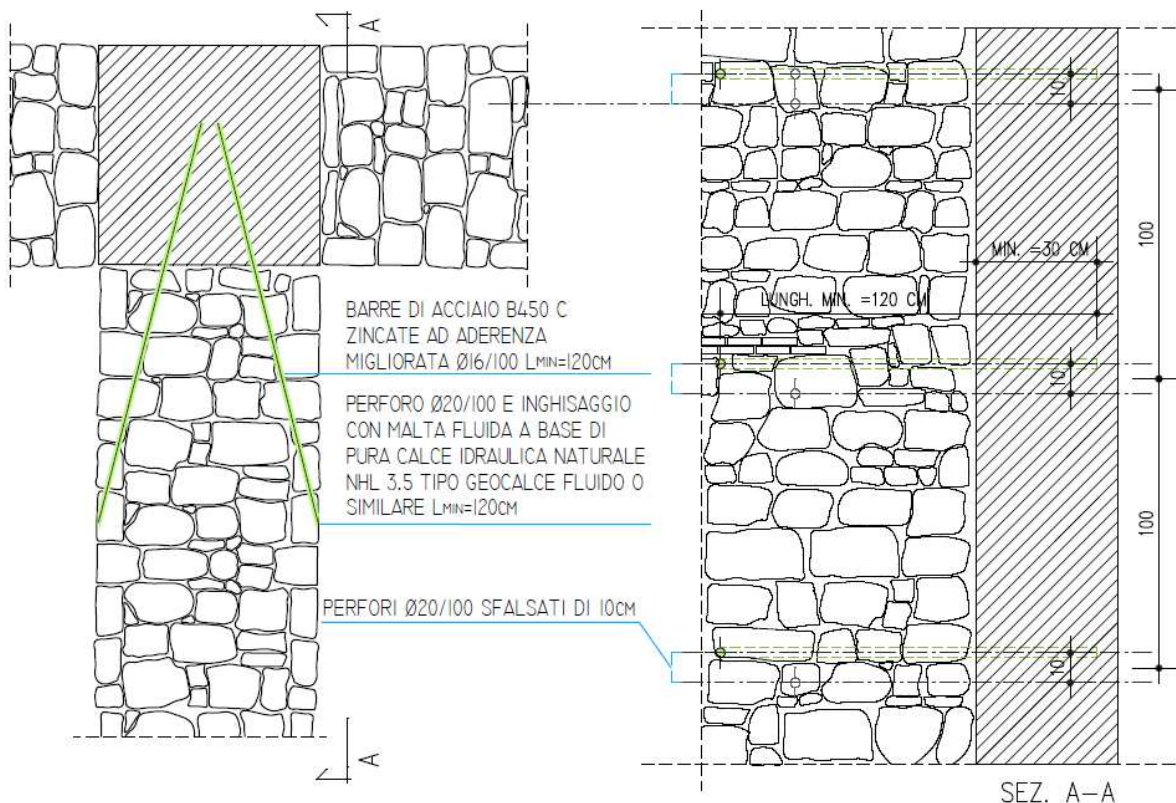 A
BARRE DI ACCIAIO B450 C
ZINCATE AD ADERENZA
MIGLIORATA Ø16/100 LMIN=120CM
PERFORO Ø20/100 E INGHISAGGIO
CON MALTA FLUIDA A BASE DI
PURA CALCE IDRAULICA NATURALE
NHL 3.5 TIPO GEOCALCE FLUIDO O
SIMILARE LMIN=120CM
PERFORI Ø20/100 SFALSATI DI 10CM
A
10
100
MIN. =30 CM
LUNGH. MIN. =120 CM
10
100
10
SEZ. A-A